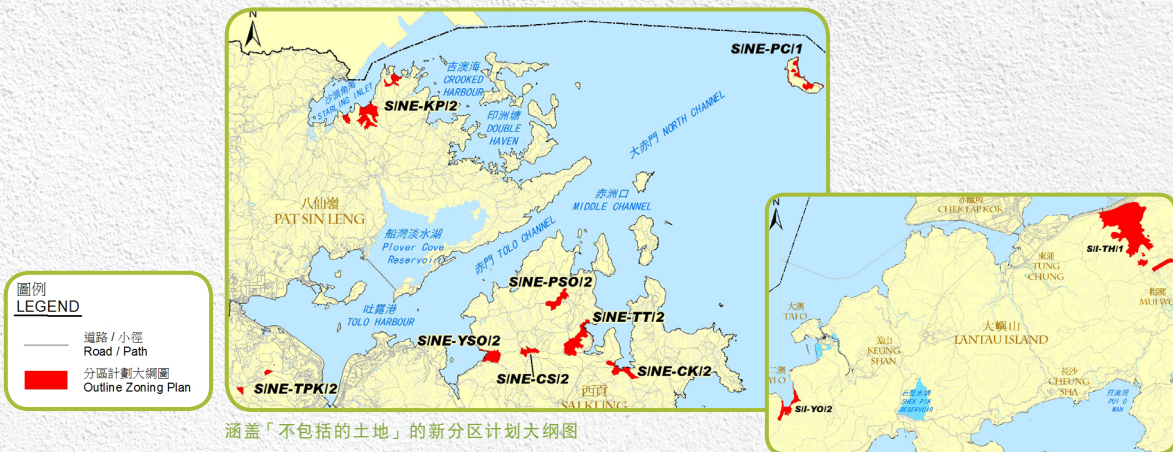 N
S/NE-PC/1
吉澳海
CROOKED
HARBOUR
沙頭角海
STARLING INLET
S/NE-KP/2
印洲塘
DOUBLE
HAVEN
大赤門 NORTH CHANNEL
八仙嶺
PAT SIN LENG
赤洲口
MIDDLE CHANNEL
船灣淡水湖
Plover Cove
Reservoir
赤門 TOLO CHANNEL
吐露港
TOLO HARBOUR
S/NE-PSO/2
S/NE-TT/2
S/NE-YSO/2
S/NE-CS/2
S/NE-CK/2
S/NE-TPK/2
西貢
SAI KUNG
圖例
LEGEND
道路 / 小徑
Road / Path
分區計劃大綱圖
Outline Zoning Plan
涵盖「不包括的土地」的新分区计划大纲图
N
赤鱲角
CHEK LAP KOK
S/I-TH/1
東涌
TUNG
CHUNG
梅窩
MUI WO
大澳
TAI O
大嶼山
LANTAU ISLAND
羌山
KEUNG
SHAN
二澳
YI O
長沙
CHEUNG
SHA
石壁水塘
SHEK PIK
RESERVOIR
貝澳灣
PUI O
WAN
S/I-YO/2